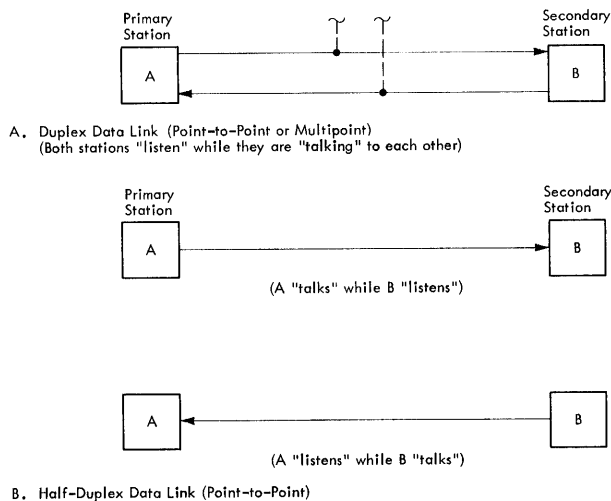 Primary
Station
Secondary
Station
A
B
A. Duplex Data Link (Point-to-Point or Multipoint)
(Both stations "listen" while they are "talking" to each other)
Primary
Station
Secondary
Station
A
B
(A "talks" while B "listens")
A
B
(A "listens" while B "talks")
B. Half-Duplex Data Link (Point-to-Point)